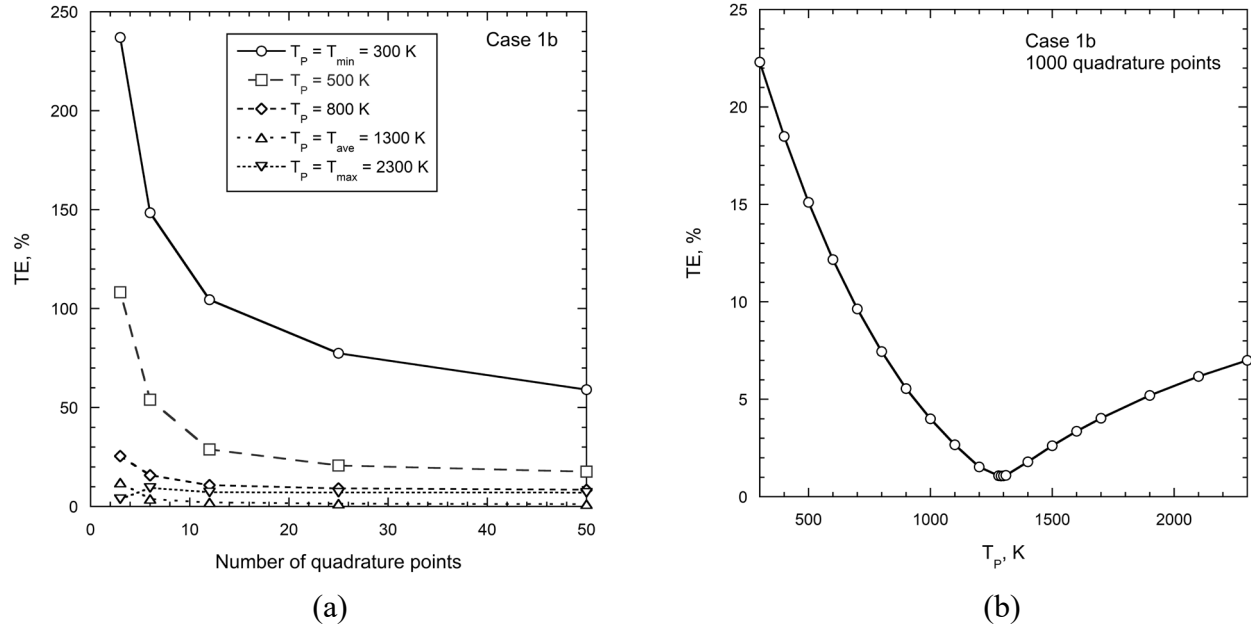 250
200
150
100
50
0
TE, %
Case 1b
T_P = T_min = 300 K
T_P = 500 K
T_P = 800 K
T_P = T_ave = 1300 K
T_P = T_max = 2300 K
0 10 20 30 40 50
Number of quadrature points
(a)
25
20
15
10
5
0
TE, %
Case 1b
1000 quadrature points
500 1000 1500 2000
T_P, K
(b)